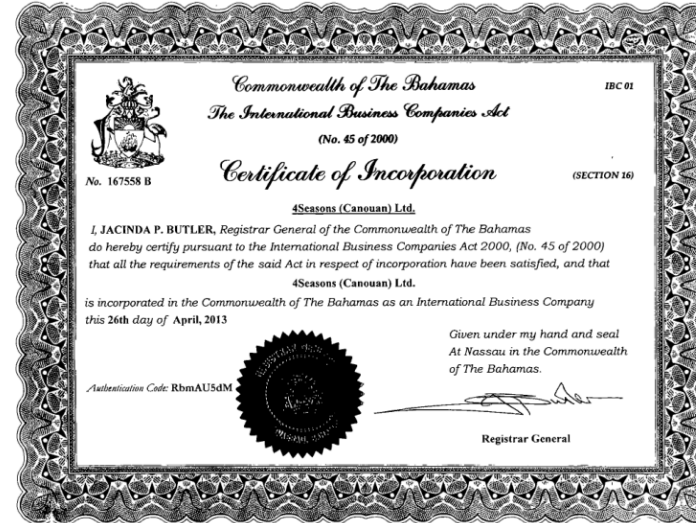 Commonwealth of The Bahamas
IBC 01
The International Business Companies Act
(No. 45 of 2000)
No. 167558 B
Certificate of Incorporation
(SECTION 16)
4Seasons (Canouan) Ltd.
I, JACINDA P. BUTLER, Registrar General of the Commonwealth of The Bahamas
do hereby certify pursuant to the International Business Companies Act 2000, (No. 45 of 2000)
that all the requirements of the said Act in respect of incorporation have been satisfied, and that
4Seasons (Canouan) Ltd.
is incorporated in the Commonwealth of The Bahamas as an International Business Company
this 26th day of April, 2013
Given under my hand and seal
At Nassau in the Commonwealth
of The Bahamas.
Authentication Code: RbmAU5dM
Registrar General